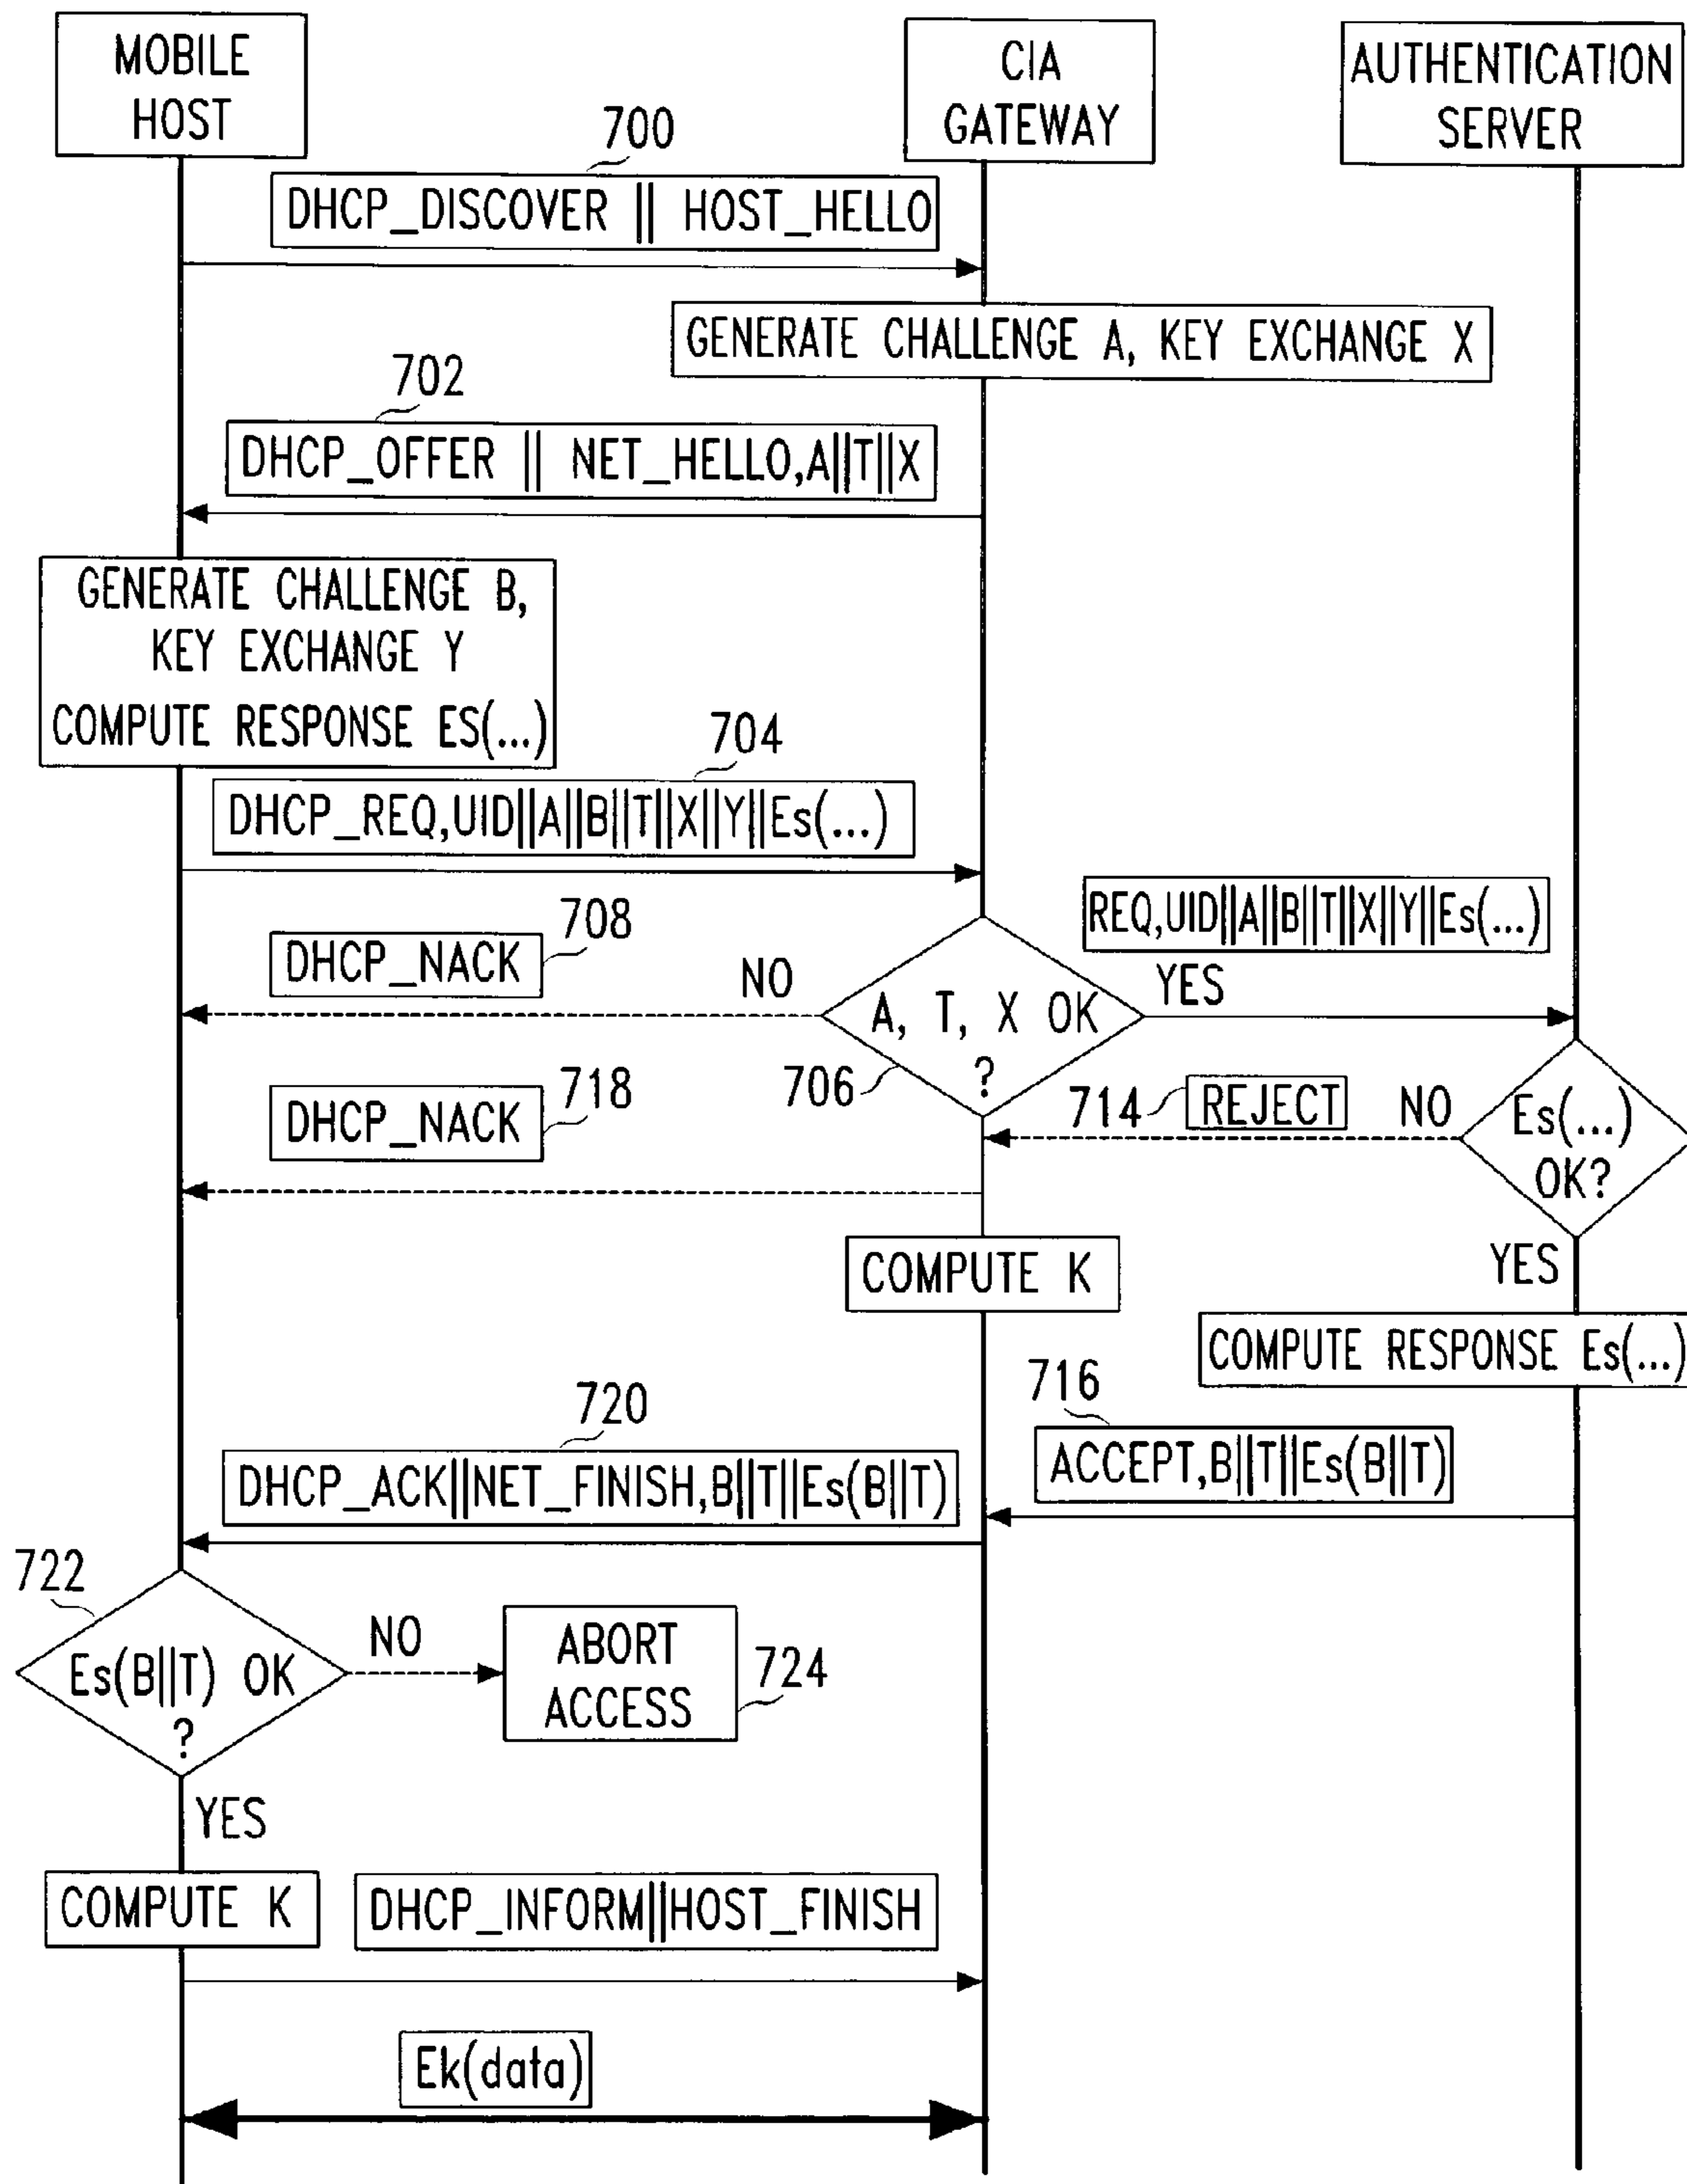 MOBILE
HOST
CIA
GATEWAY
AUTHENTICATION
SERVER
700
DHCP_DISCOVER || HOST_HELLO
GENERATE CHALLENGE A, KEY EXCHANGE X
702
DHCP_OFFER || NET_HELLO,A||T||X
GENERATE CHALLENGE B,
KEY EXCHANGE Y
COMPUTE RESPONSE ES(...)
704
DHCP_REQ,UID||A||B||T||X||Y||Es(...)
REQ,UID||A||B||T||X||Y||Es(...)
708
DHCP_NACK
NO
A, T, X OK
?
YES
706
718
DHCP_NACK
714
REJECT
NO
Es(...)
OK?
YES
COMPUTE K
COMPUTE RESPONSE Es(...)
716
ACCEPT,B||T||Es(B||T)
720
DHCP_ACK||NET_FINISH,B||T||Es(B||T)
722
Es(B||T) OK
?
NO
ABORT
ACCESS
724
YES
COMPUTE K
DHCP_INFORM||HOST_FINISH
Ek(data)